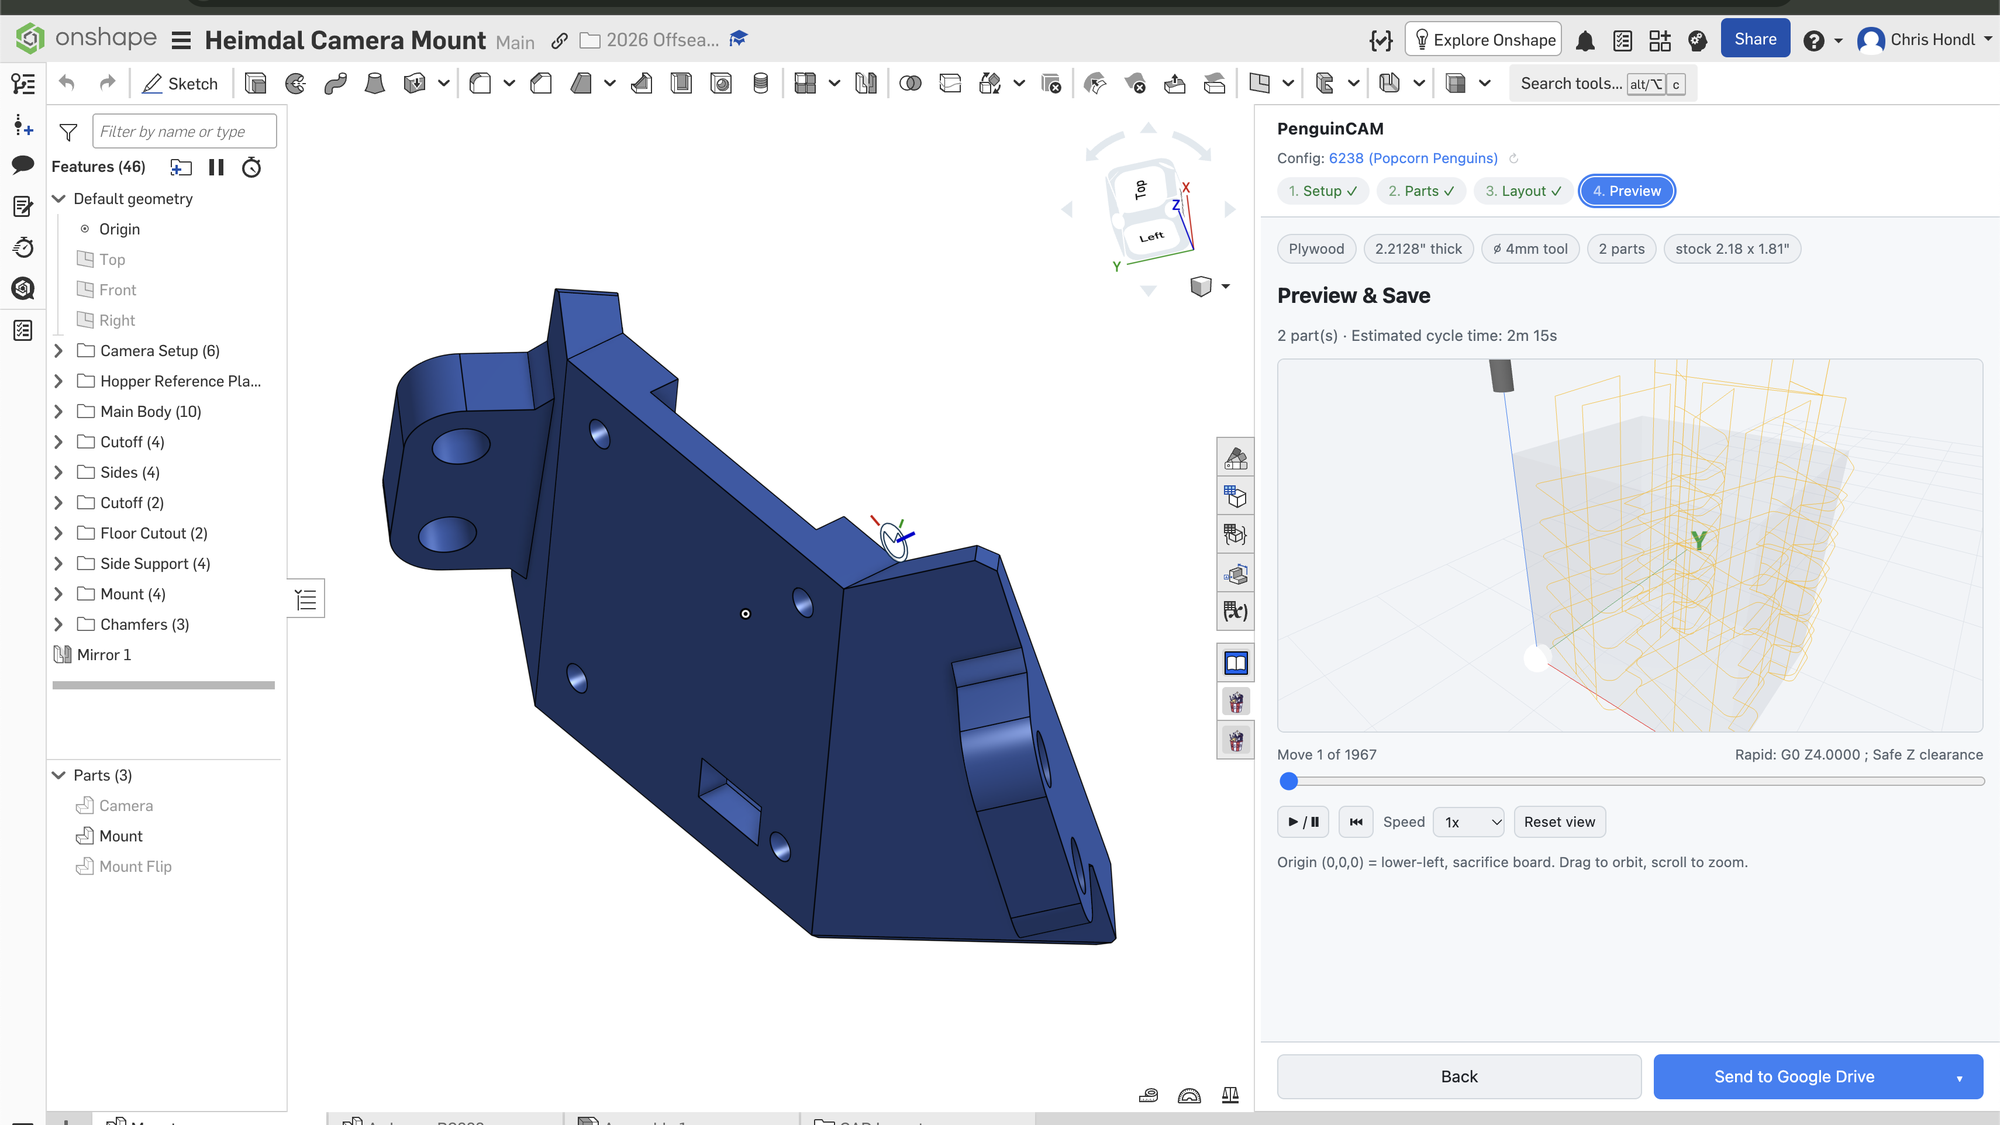 onshape
Heimdal Camera Mount Main
2026 Offsea...
Explore Onshape
Share
Chris Hondl
Sketch
Search tools... alt/⌥ c
Filter by name or type
Features (46)
Default geometry
Origin
Top
Front
Right
Camera Setup (6)
Hopper Reference Pla...
Main Body (10)
Cutoff (4)
Sides (4)
Cutoff (2)
Floor Cutout (2)
Side Support (4)
Mount (4)
Chamfers (3)
Mirror 1
Parts (3)
Camera
Mount
Mount Flip
Top
Left
X
Z
Y
PenguinCAM
Config: 6238 (Popcorn Penguins)
1. Setup ✓
2. Parts ✓
3. Layout ✓
4. Preview
Plywood
2.2128" thick
ø 4mm tool
2 parts
stock 2.18 x 1.81"
Preview & Save
2 part(s) · Estimated cycle time: 2m 15s
Y
Move 1 of 1967
Rapid: G0 Z4.0000 ; Safe Z clearance
Speed
1x
Reset view
Origin (0,0,0) = lower-left, sacrifice board. Drag to orbit, scroll to zoom.
Back
Send to Google Drive